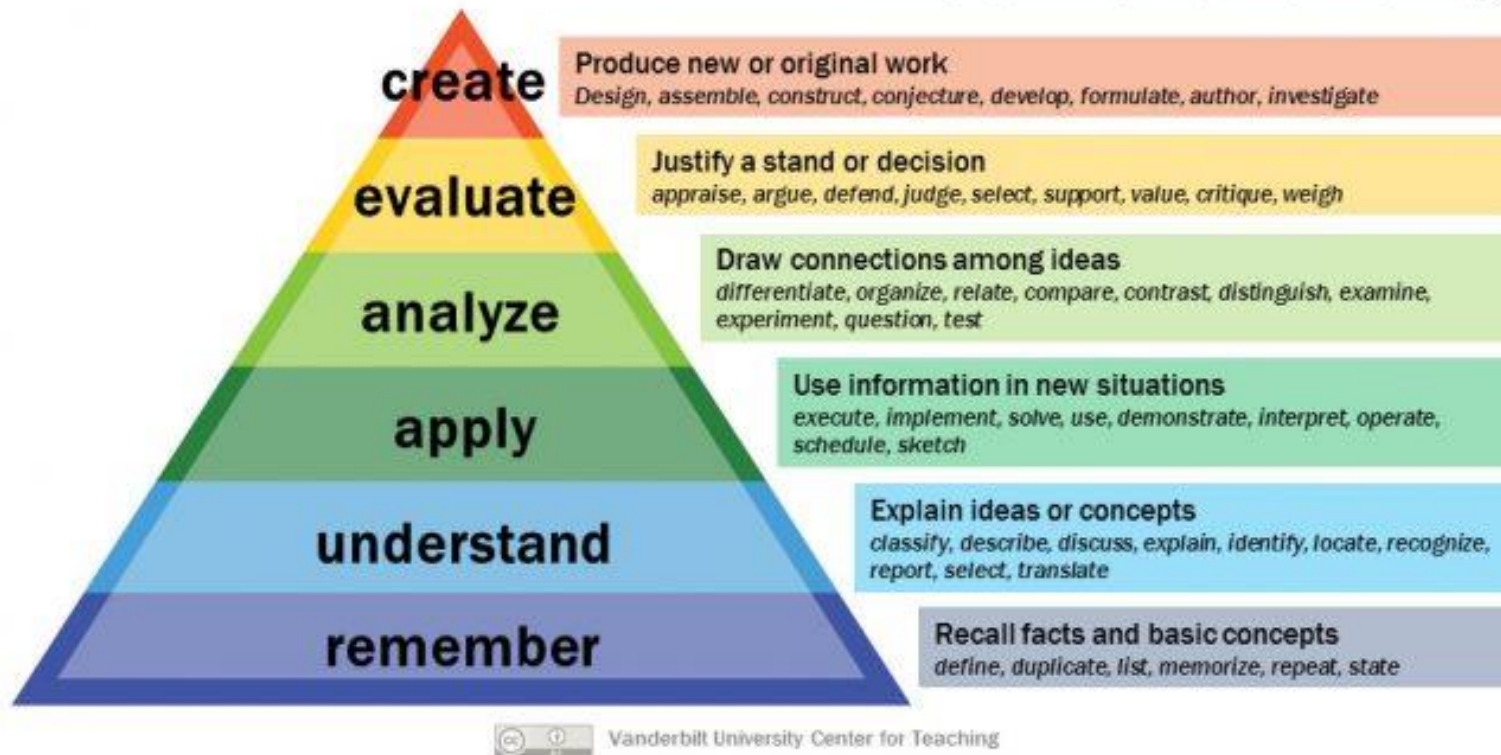 create
Produce new or original work
Design, assemble, construct, conjecture, develop, formulate, author, investigate
evaluate
Justify a stand or decision
appraise, argue, defend, judge, select, support, value, critique, weigh
analyze
Draw connections among ideas
differentiate, organize, relate, compare, contrast, distinguish, examine,
experiment, question, test
apply
Use information in new situations
execute, implement, solve, use, demonstrate, interpret, operate,
schedule, sketch
understand
Explain ideas or concepts
classify, describe, discuss, explain, identify, locate, recognize,
report, select, translate
remember
Recall facts and basic concepts
define, duplicate, list, memorize, repeat, state
cc
Vanderbilt University Center for Teaching